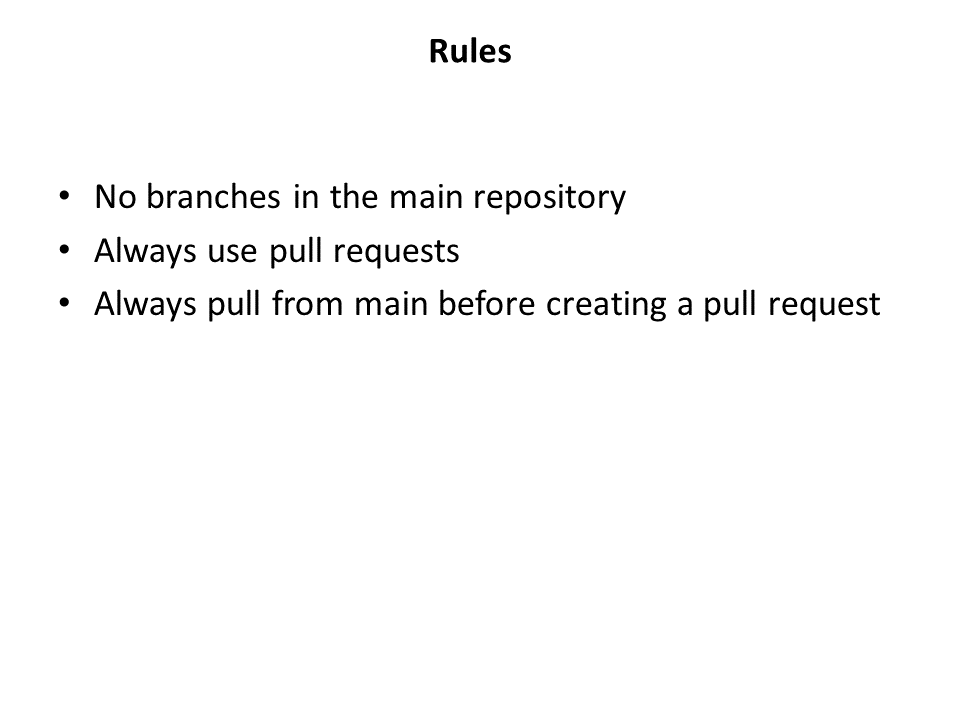 Rules
• No branches in the main repository
• Always use pull requests
• Always pull from main before creating a pull request